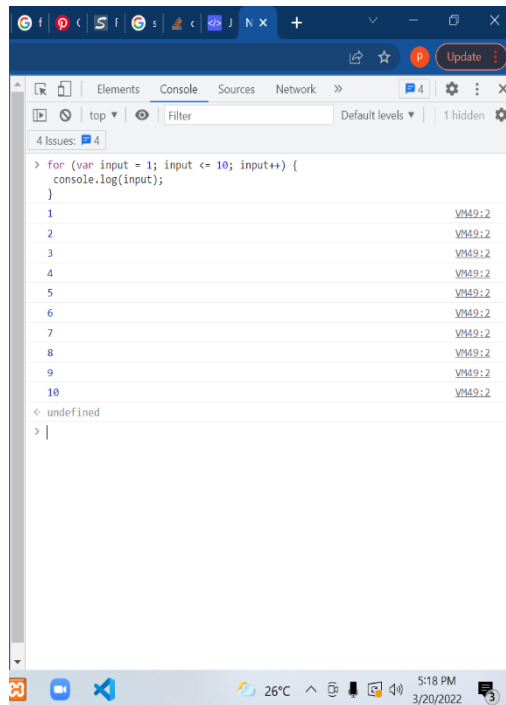 f
(
F
s
c
J
N
Update
Elements Console Sources Network 4
top Filter Default levels 1 hidden
4 Issues: 4
for (var input = 1; input <= 10; input++) {
console.log(input);
}
1 VM49:2
2 VM49:2
3 VM49:2
4 VM49:2
5 VM49:2
6 VM49:2
7 VM49:2
8 VM49:2
9 VM49:2
10 VM49:2
undefined
26°C 5:18 PM
3/20/2022 3